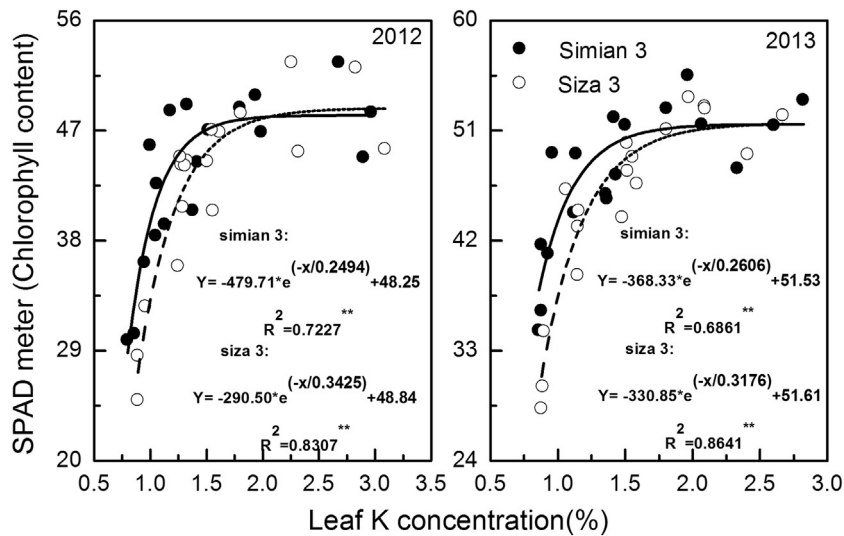 SPAD meter (Chlorophyll content)
56
47
38
29
20
2012
simian 3:
Y= -479.71*e(-x/0.2494)+48.25
R2=0.7227**
siza 3:
Y= -290.50*e(-x/0.3425)+48.84
R2=0.8307**
0.5 1.0 1.5 2.0 2.5 3.0
60
51
42
33
24
2013
Simian 3
Siza 3
simian 3:
Y= -368.33*e(-x/0.2606)+51.53
R2=0.6861**
siza 3:
Y= -330.85*e(-x/0.3176)+51.61
R2=0.8641**
0.5 1.0 1.5 2.0 2.5 3.0
Leaf K concentration(%)